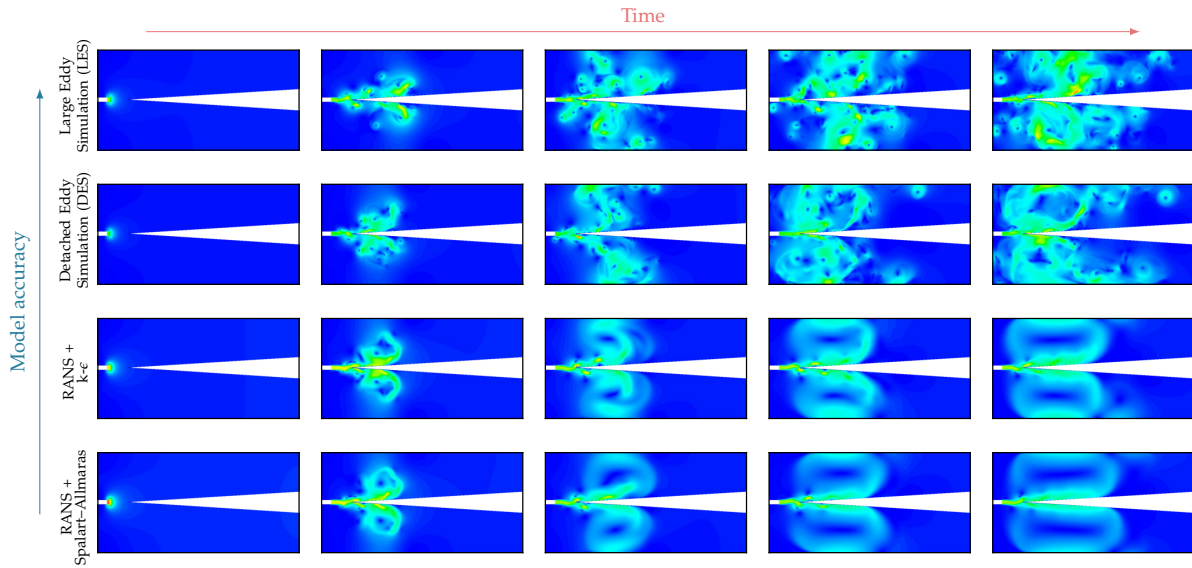 Time
Model accuracy
Large Eddy
Simulation (LES)
Detached Eddy
Simulation (DES)
RANS +
k-ϵ
RANS +
Spalart–Allmaras